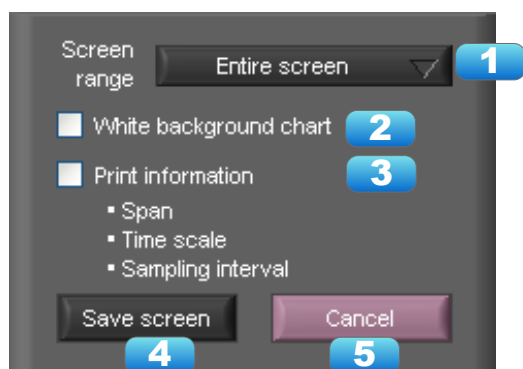 Screen range
Entire screen
1
White background chart
2
Print information
3
▪ Span
▪ Time scale
▪ Sampling interval
Save screen
Cancel
4
5